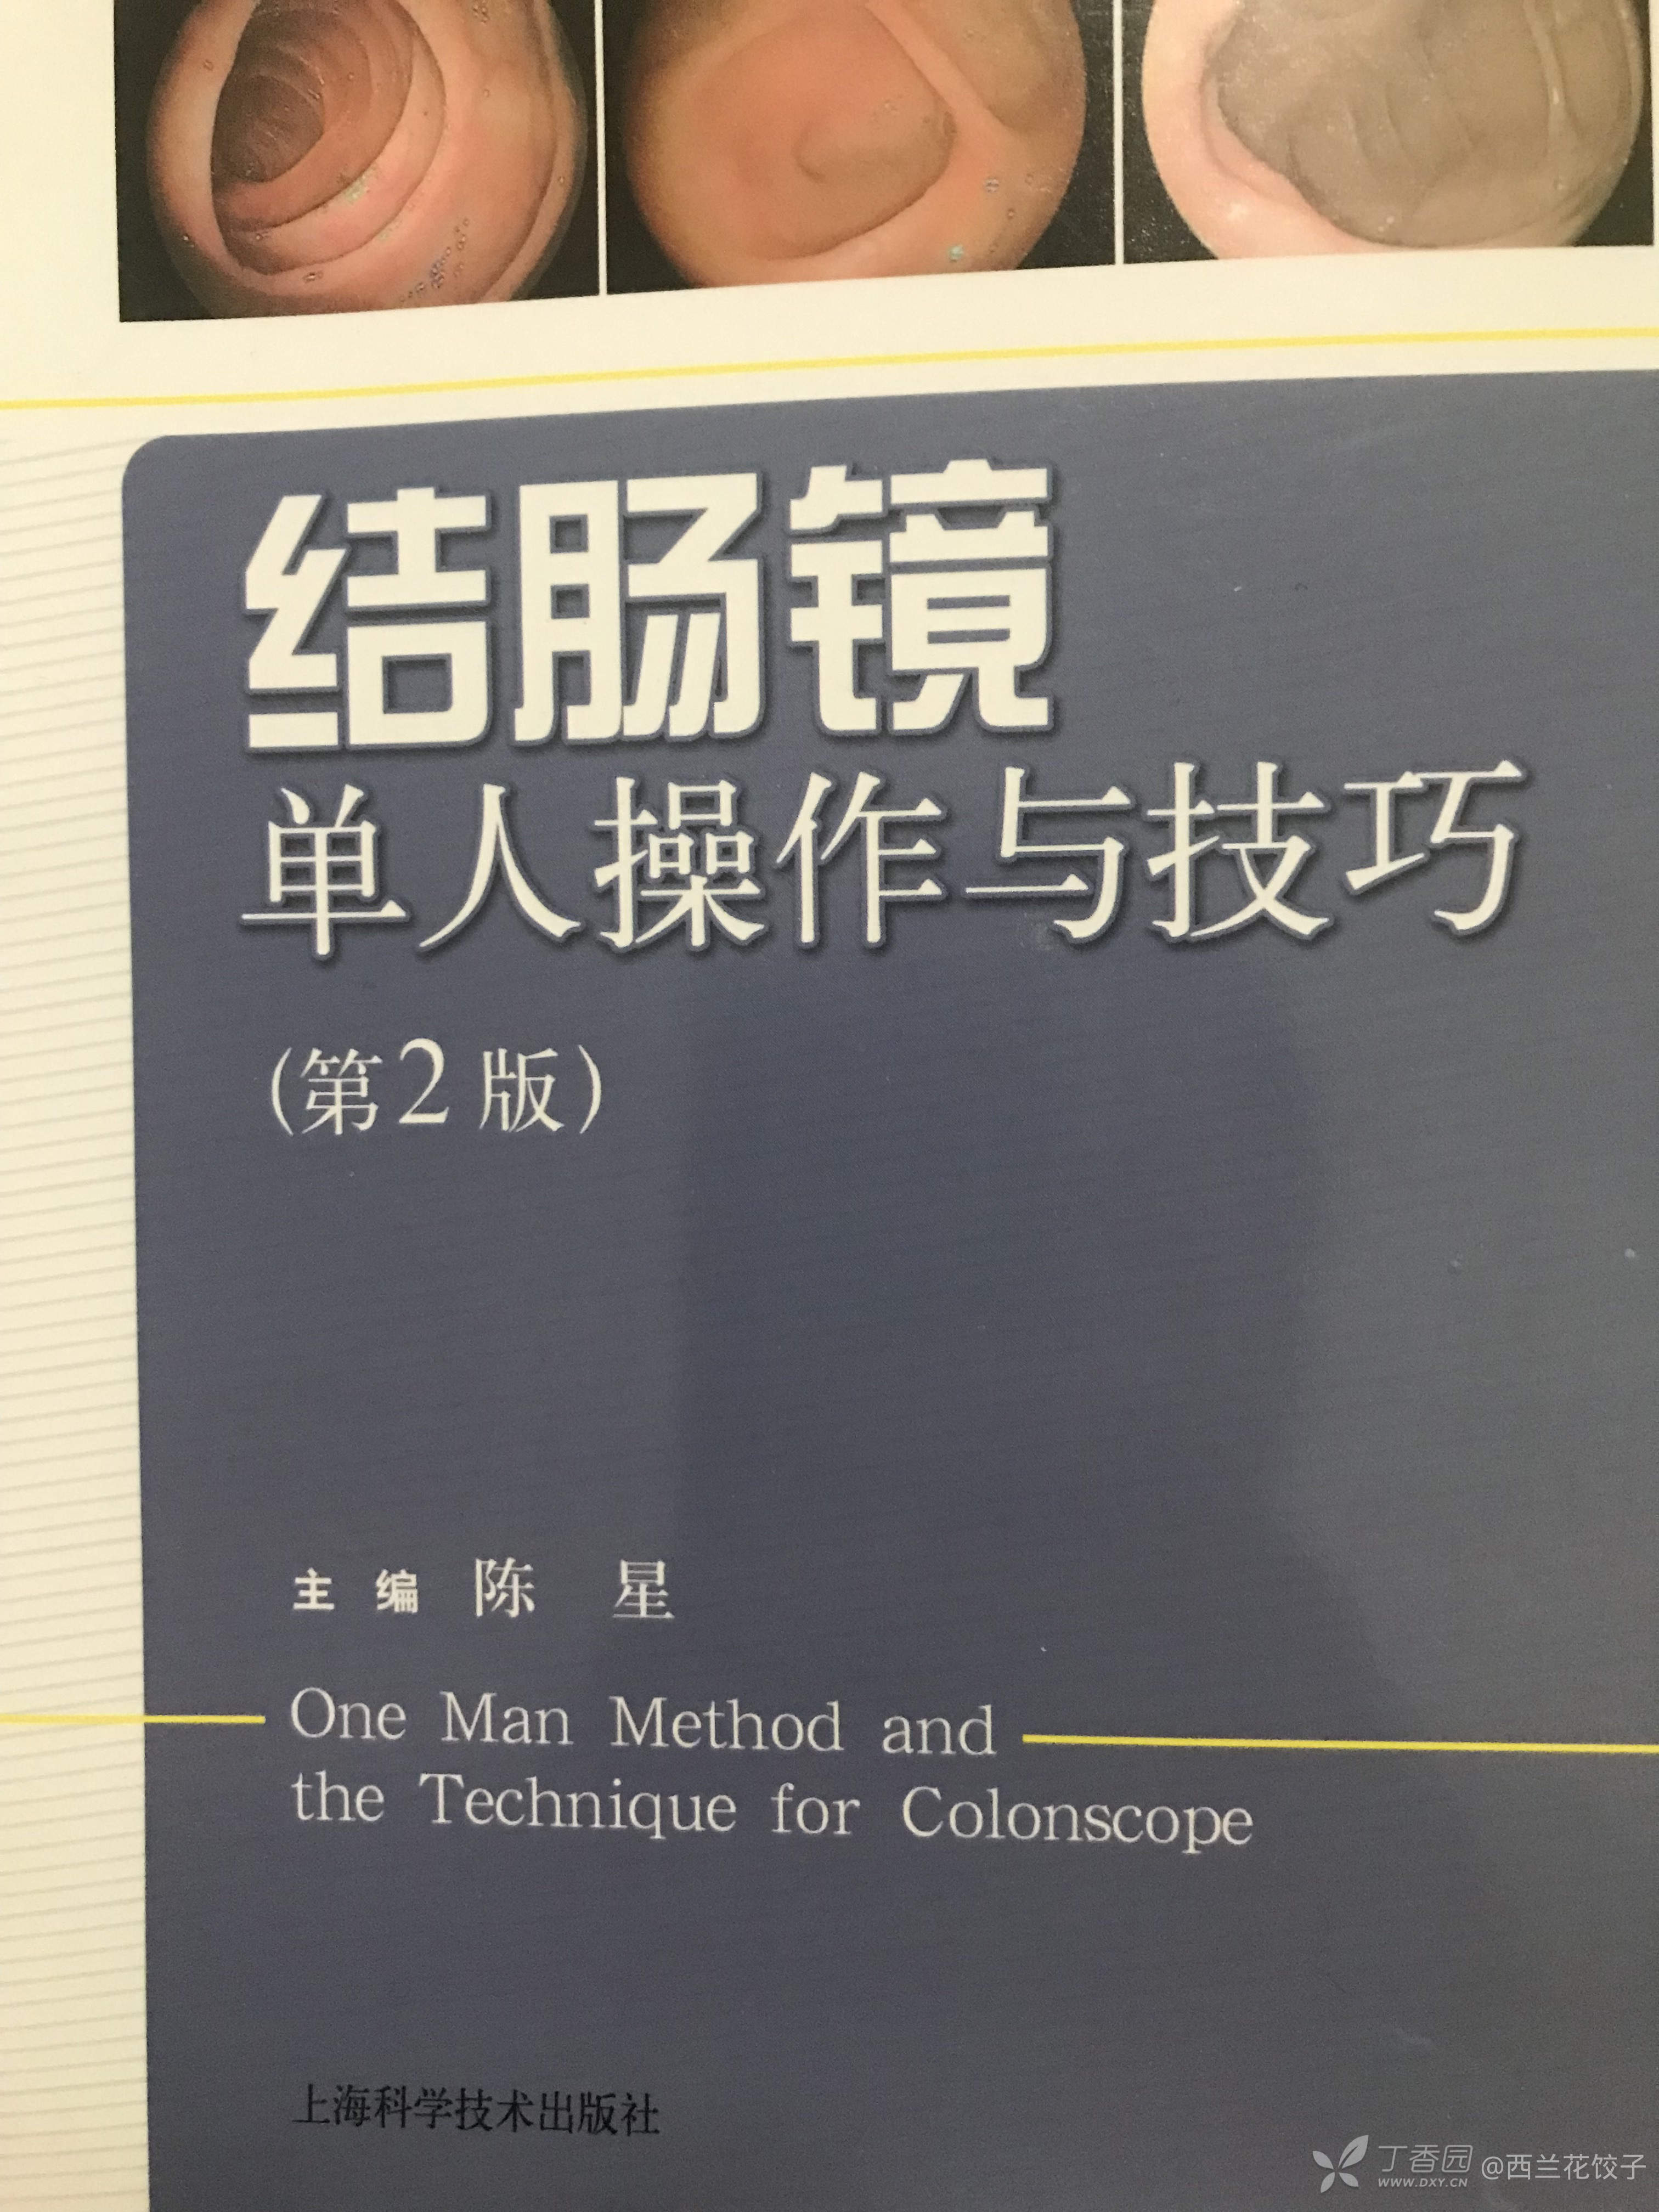 结肠镜
单人操作与技巧
(第2版)
主编 陈 星
One Man Method and
the Technique for Colonscope
上海科学技术出版社
丁香园
WWW.DXY.CN
@西兰花饺子